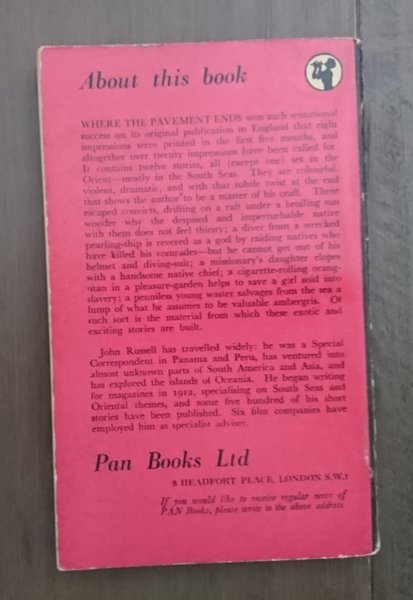 About this book
WHERE THE PAVEMENT ENDS won such sensational
success on its original publication in England that eight
impressions were printed in the first five months, and
altogether over twenty impressions have been called for.
It contains twelve stories, all (except one) set in the
Orient—mostly in the South Seas. They are colourful,
violent, dramatic, and with that subtle twist at the end
that shows the author to be a master of his craft. Three
escaped convicts, drifting on a raft under a broiling sun
wonder why the despised and imperturbable native
with them does not feel thirsty; a diver from a wrecked
pearling-ship is revered as a god by raiding natives who
have killed his comrades—but he cannot get out of his
helmet and diving-suit; a missionary's daughter elopes
with a handsome native chief; a cigarette-rolling orang-
utan in a pleasure-garden helps to save a girl sold into
slavery; a penniless young waster salvages from the sea a
lump of what he assumes to be valuable ambergris. Of
such sort is the material from which these exotic and
exciting stories are built.
John Russell has travelled widely: he was a Special
Correspondent in Panama and Peru, has ventured into
almost unknown parts of South America and Asia, and
has explored the islands of Oceania. He began writing
for magazines in 1912, specialising on South Seas and
Oriental themes, and some five hundred of his short
stories have been published. Six film companies have
employed him as specialist adviser.
Pan Books Ltd
8 HEADFORT PLACE, LONDON S.W.1
If you would like to receive regular news of
PAN Books, please write to the above address